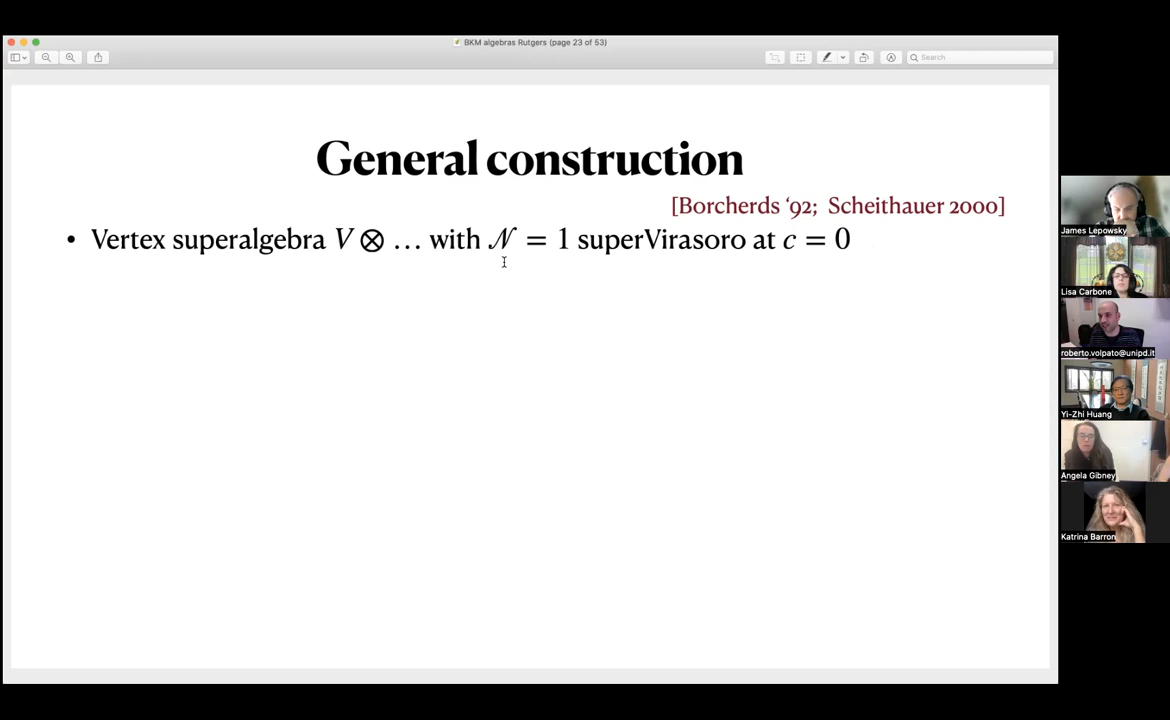 BKM algebras Rutgers (page 23 of 53)
Search
General construction
[Borcherds ‘92; Scheithauer 2000]
• Vertex superalgebra V ⊗ … with 𝒩 = 1 superVirasoro at c = 0
James Lepowsky
Lisa Carbone
roberto.volpato@unipd.it
Yi-Zhi Huang
Angela Gibney
Katrina Barron